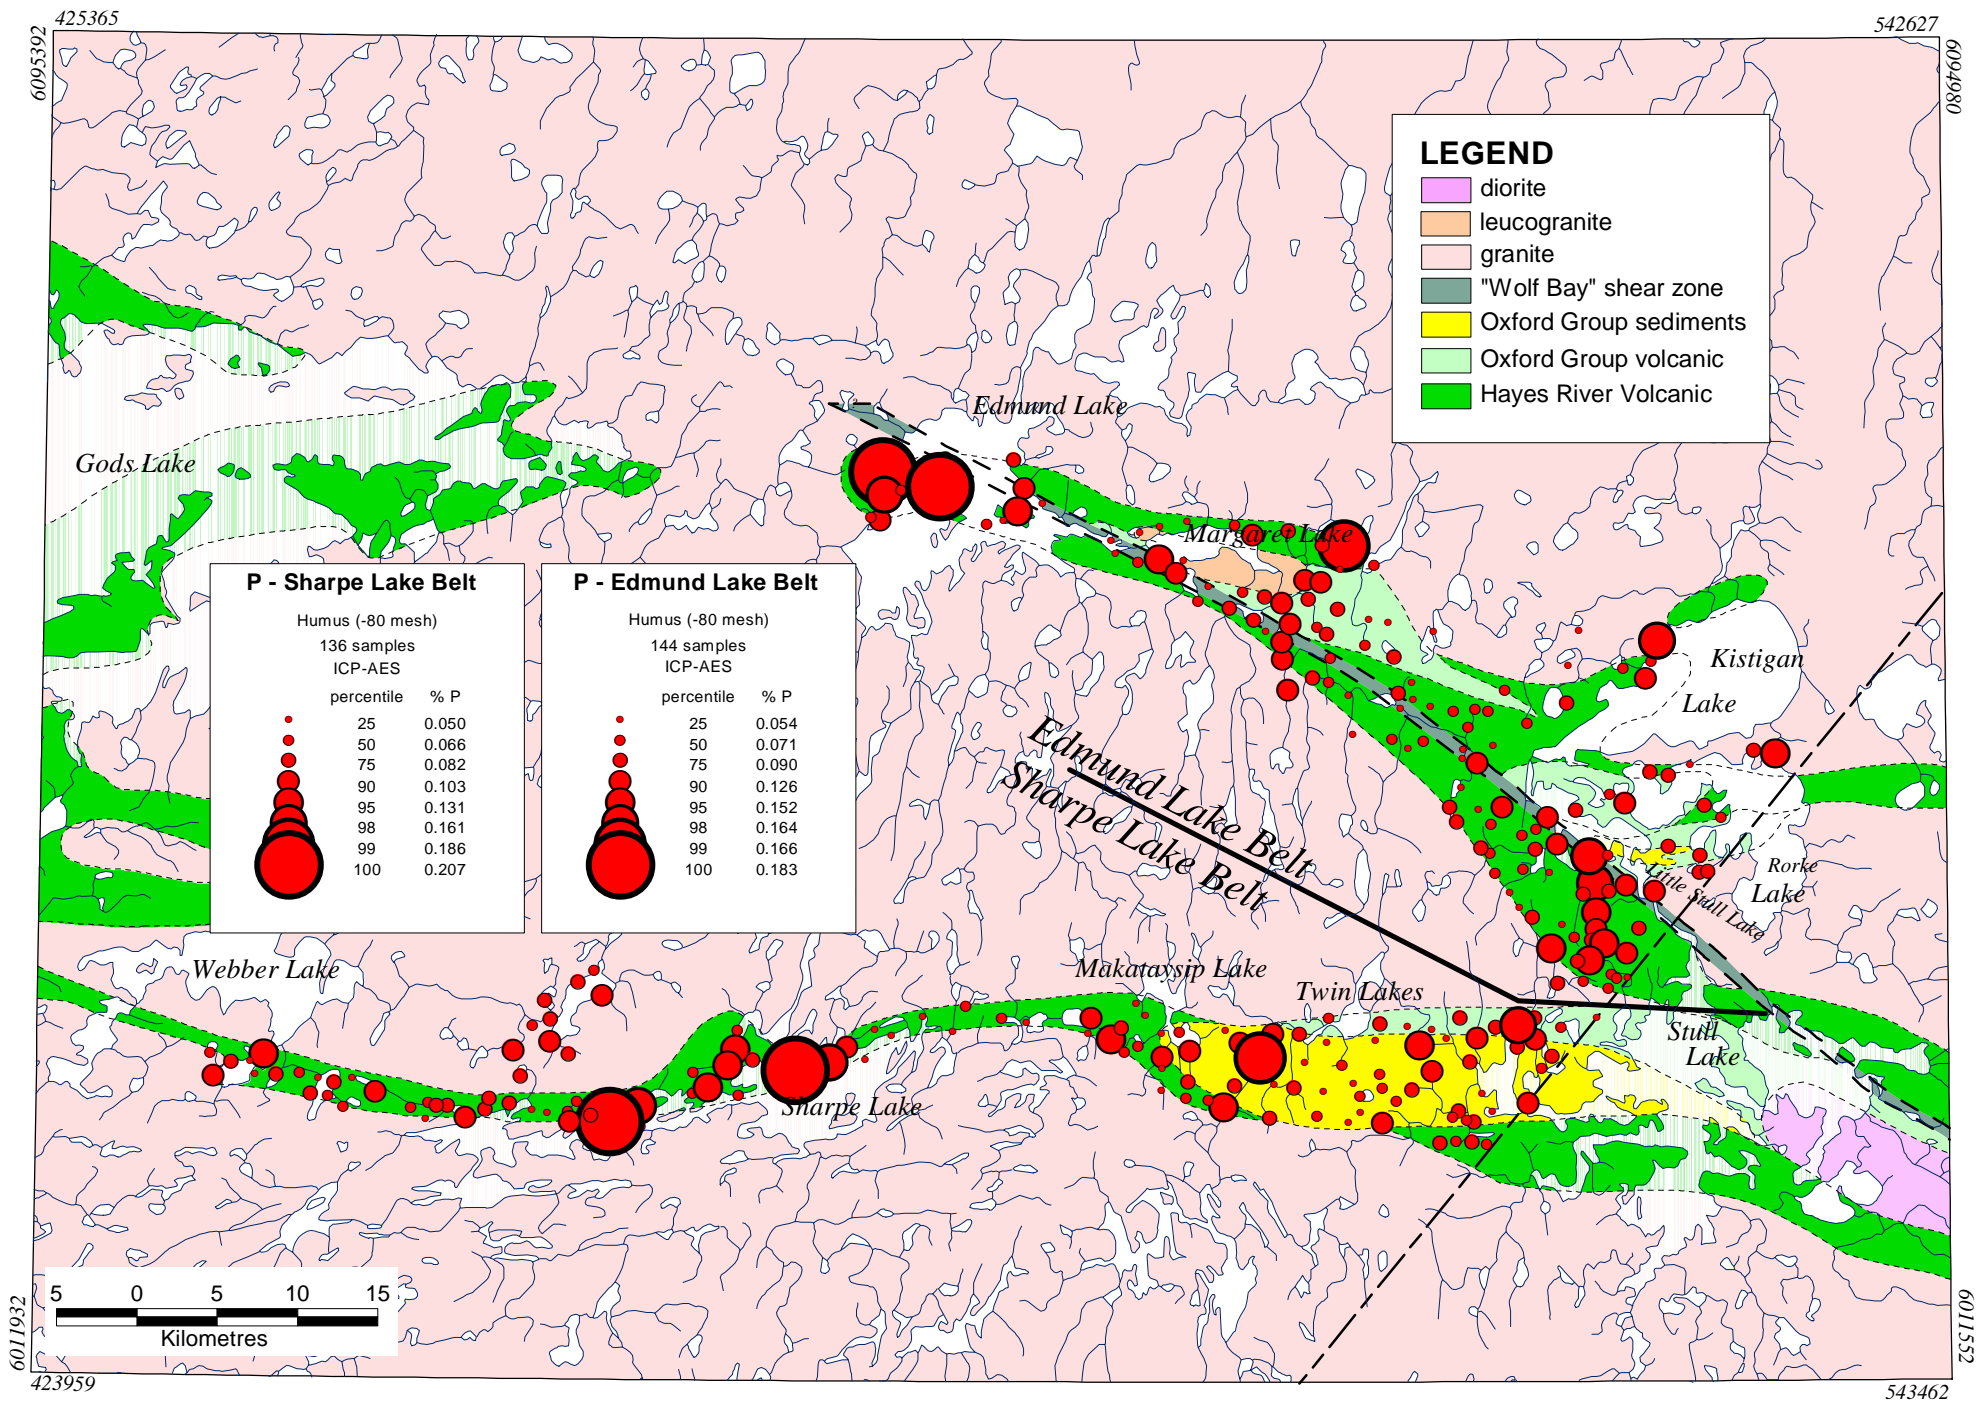 425365
542627
6095392
6094980
LEGEND
diorite
leucogranite
granite
"Wolf Bay" shear zone
Oxford Group sediments
Oxford Group volcanic
Hayes River Volcanic
Edmund Lake
Gods Lake
Margaret Lake
P - Sharpe Lake Belt
Humus (-80 mesh)
136 samples
ICP-AES
percentile % P
25 0.050
50 0.066
75 0.082
90 0.103
95 0.131
98 0.161
99 0.186
100 0.207
P - Edmund Lake Belt
Humus (-80 mesh)
144 samples
ICP-AES
percentile % P
25 0.054
50 0.071
75 0.090
90 0.126
95 0.152
98 0.164
99 0.166
100 0.183
Kistigan
Lake
Edmund Lake Belt
Sharpe Lake Belt
Rorke
Lake
Little Stull Lake
Webber Lake
Makataysip Lake
Twin Lakes
Stull
Lake
Sharpe Lake
5 0 5 10 15
Kilometres
6011932
6011552
423959
543462